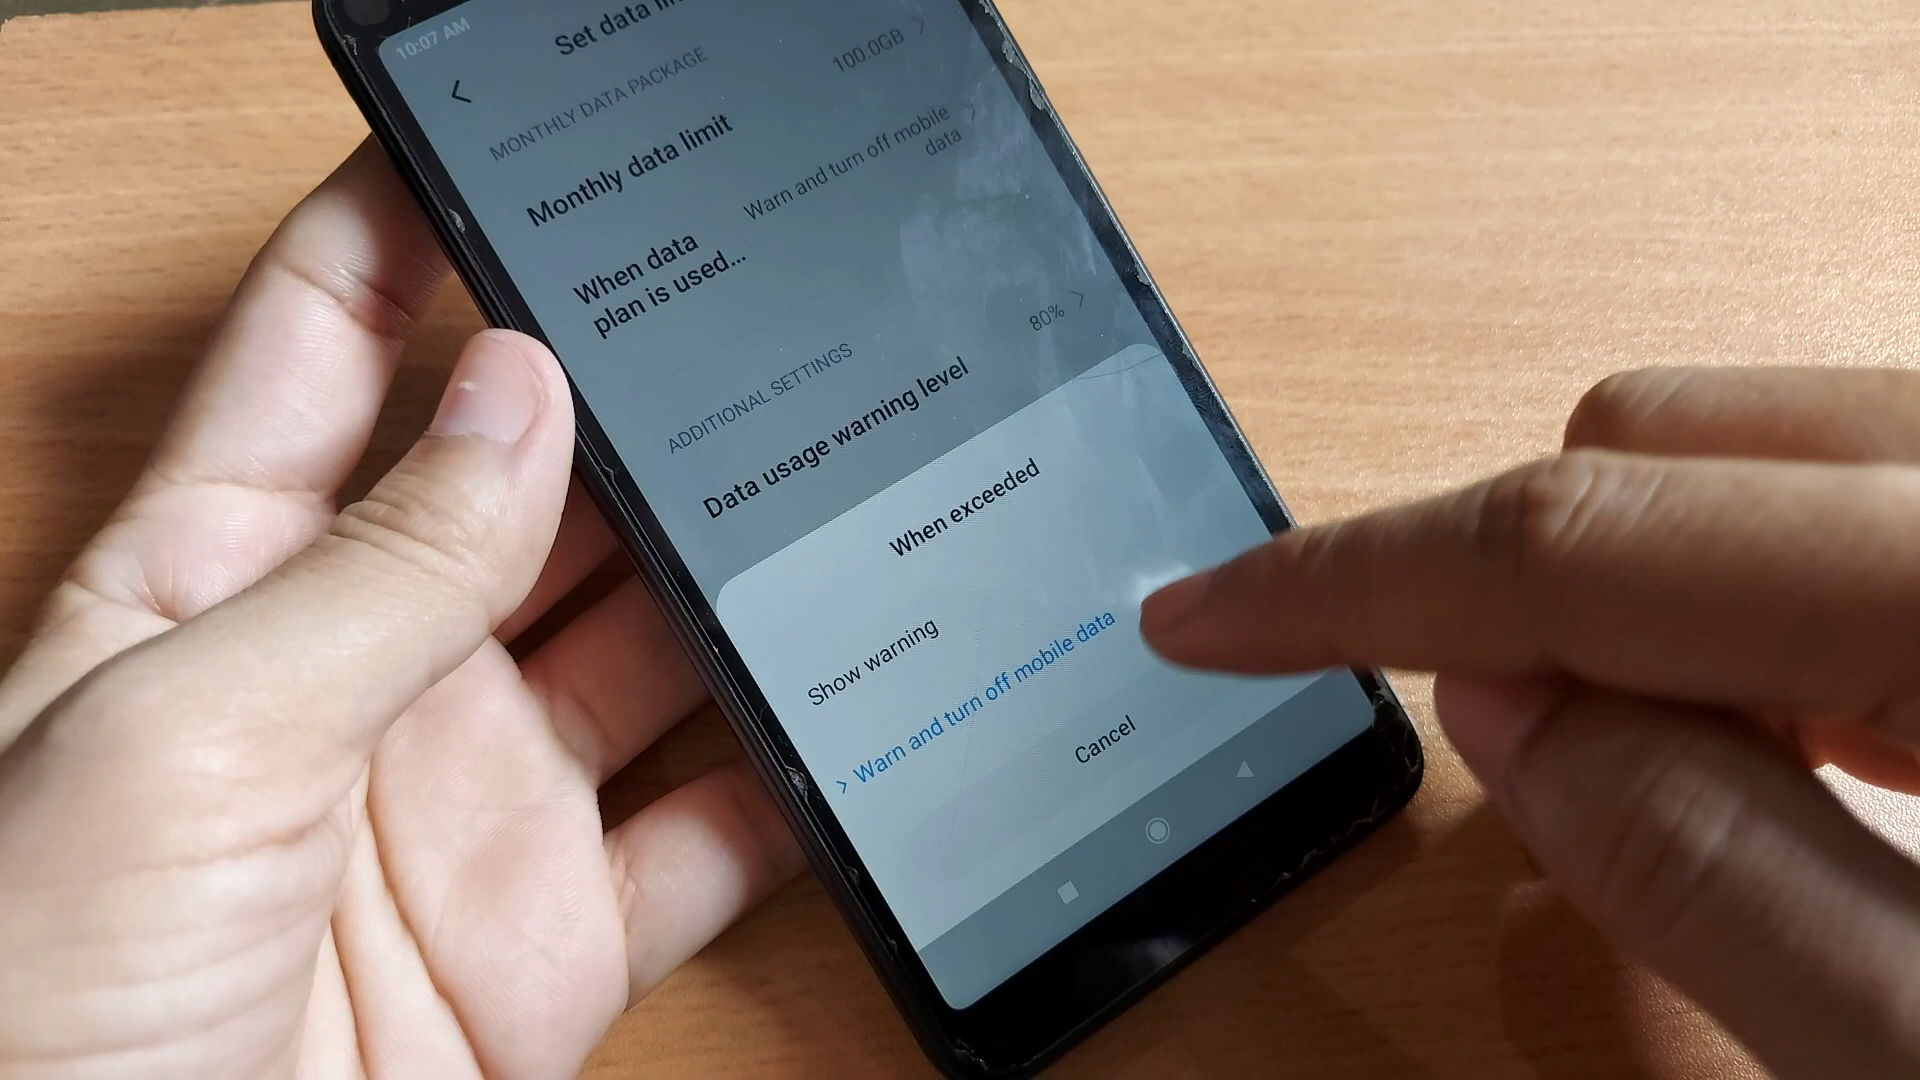 10:07 AM
Set data
MONTHLY DATA PACKAGE
Monthly data limit
100.0GB
When data
plan is used...
Warn and turn off mobile
data
ADDITIONAL SETTINGS
Data usage warning level
80%
When exceeded
Show warning
Warn and turn off mobile data
Cancel